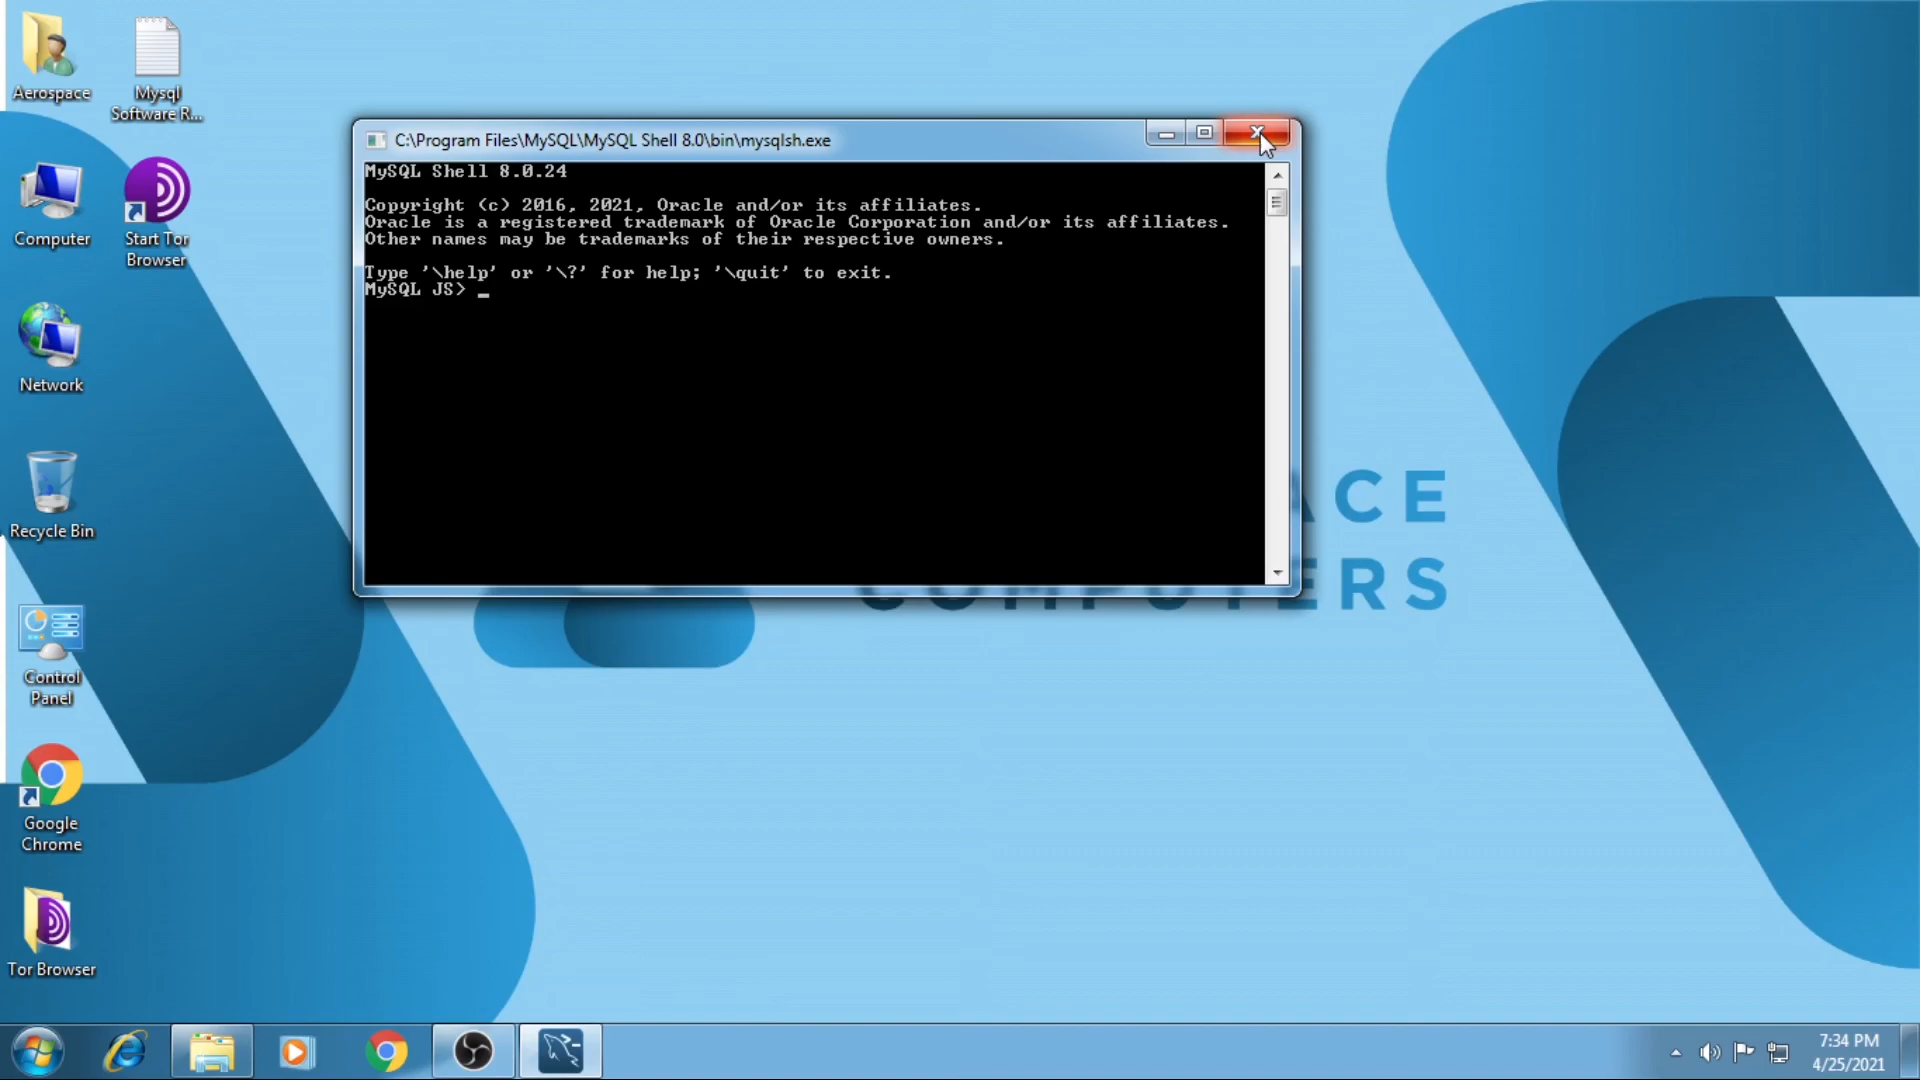 Aerospace
Mysql
Software R...
Computer
Start Tor
Browser
Network
Recycle Bin
Control
Panel
Google
Chrome
Tor Browser
C:\Program Files\MySQL\MySQL Shell 8.0\bin\mysqlsh.exe
MySQL Shell 8.0.24
Copyright (c) 2016, 2021, Oracle and/or its affiliates.
Oracle is a registered trademark of Oracle Corporation and/or its affiliates.
Other names may be trademarks of their respective owners.
Type '\help' or '\?' for help; '\quit' to exit.
MySQL JS> _
ACE
COMPUTERS
7:34 PM
4/25/2021